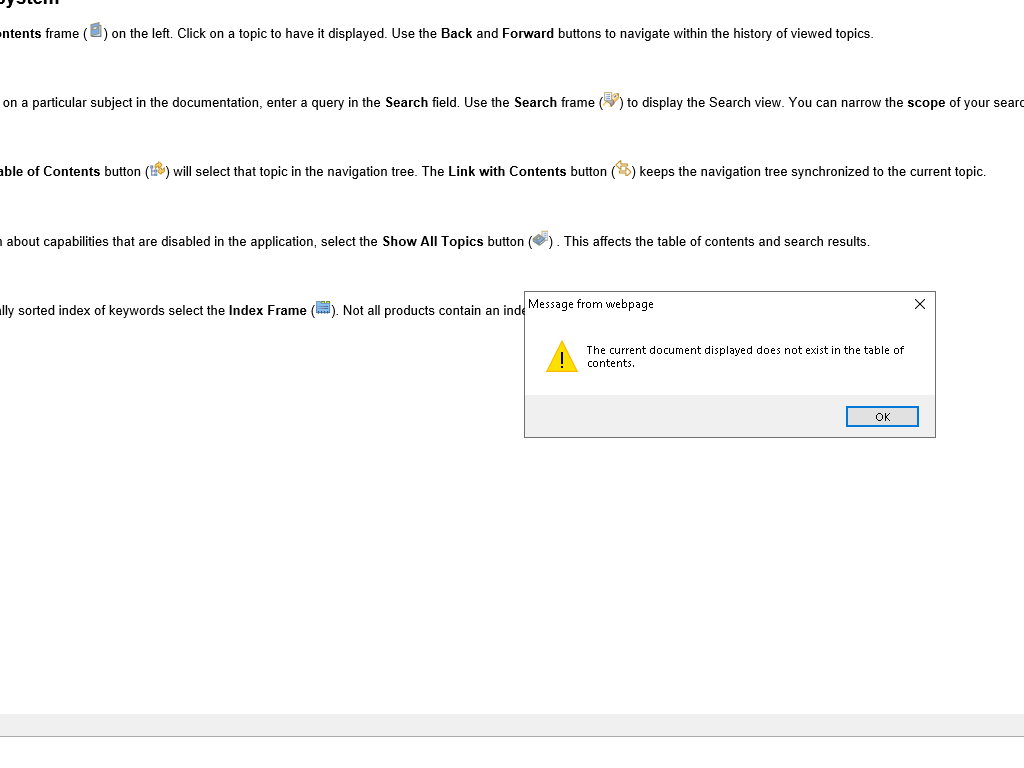 ontents frame ( ) on the left. Click on a topic to have it displayed. Use the Back and Forward buttons to navigate within the history of viewed topics.
on a particular subject in the documentation, enter a query in the Search field. Use the Search frame ( ) to display the Search view. You can narrow the scope of your searc
able of Contents button ( ) will select that topic in the navigation tree. The Link with Contents button ( ) keeps the navigation tree synchronized to the current topic.
about capabilities that are disabled in the application, select the Show All Topics button ( ) . This affects the table of contents and search results.
lly sorted index of keywords select the Index Frame ( ). Not all products contain an inde
Message from webpage
The current document displayed does not exist in the table of
contents.
OK